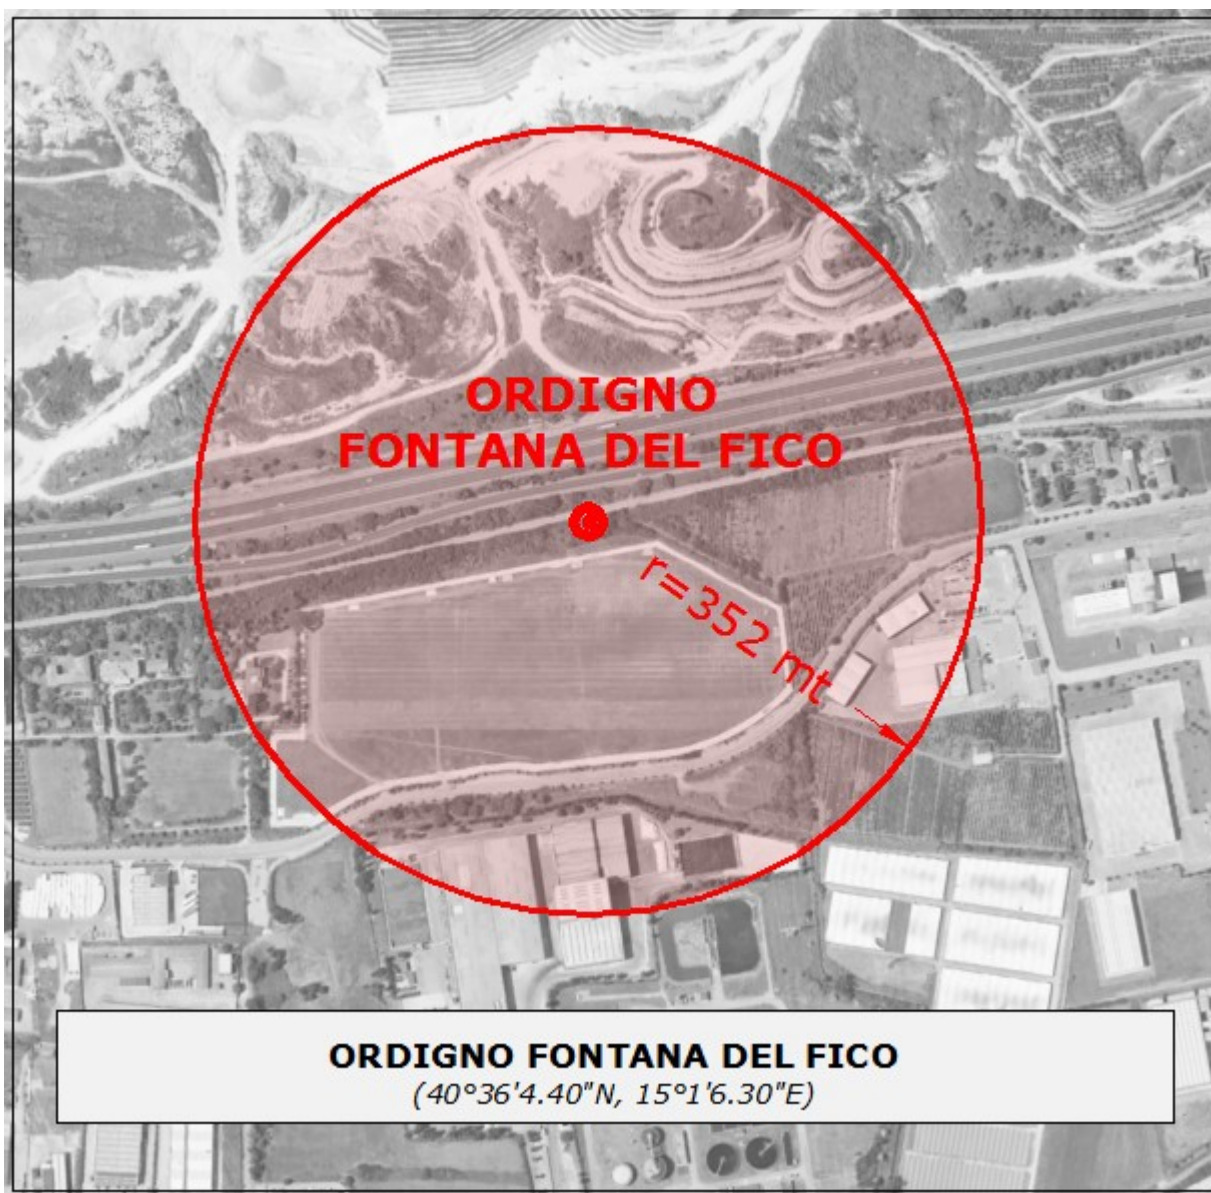 ORDIGNO
FONTANA DEL FICO
r=352 mt
ORDIGNO FONTANA DEL FICO
(40°36'4.40"N, 15°1'6.30"E)